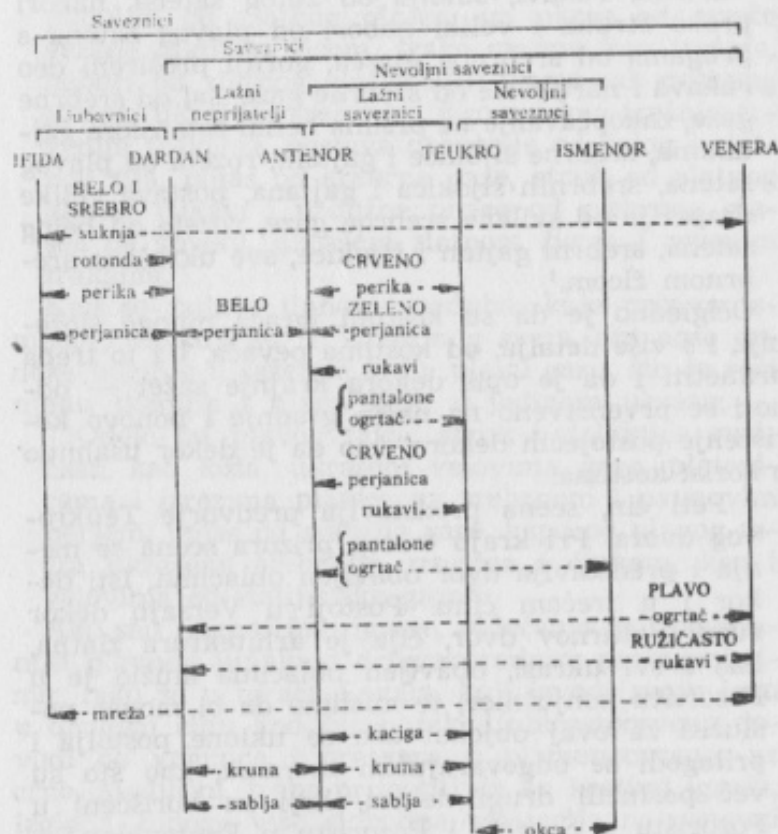 Saveznici
Saveznici
Nevoljni saveznici
Lažni Lažni Nevoljni
Ljubavnici neprijatelji saveznici saveznici
IFIDA DARDAN ANTENOR TEUKRO ISMENOR VENERA
BELO I
SREBRO
suknja
rotonda CRVENO
perika perika
BELO ZELENO
perjanica perjanica perjanica
rukavi
pantalone
ogrtač
CRVENO
perjanica
rukavi
pantalone
ogrtač
PLAVO
ogrtač
RUŽIČASTO
rukavi
mreža
kaciga
kruna kruna
sablja sablja